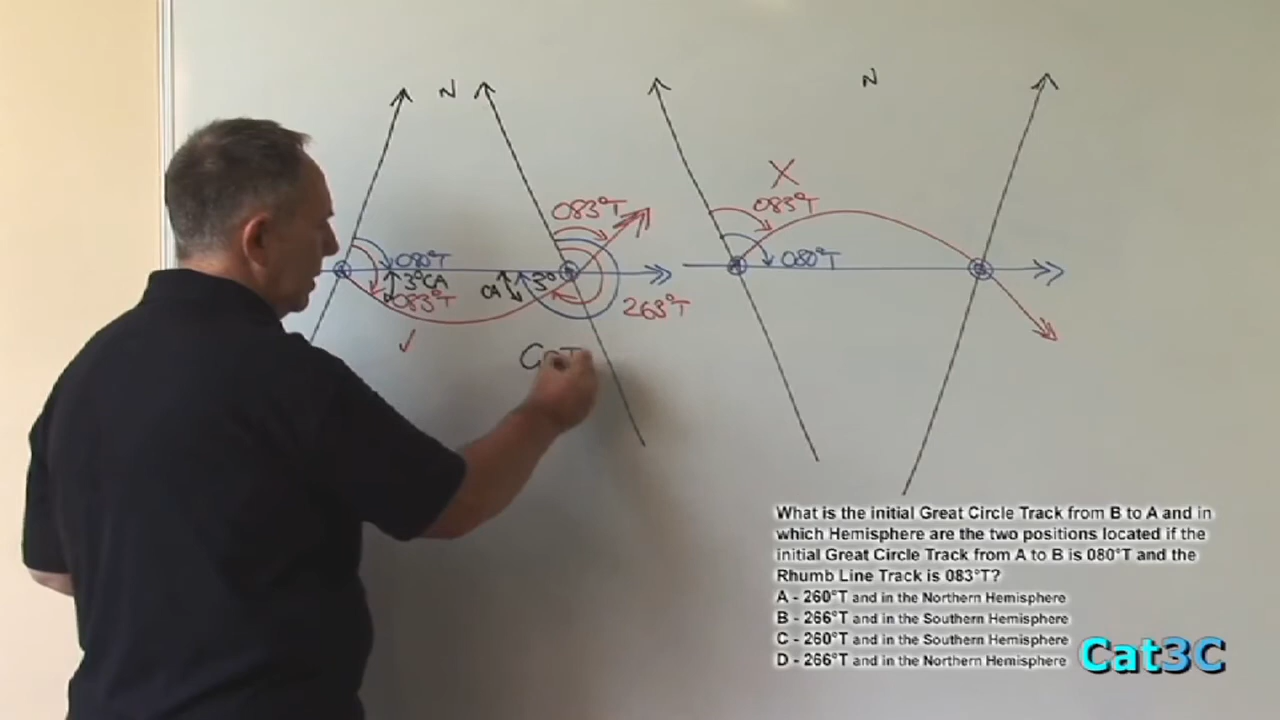 N
N
083°T
X
083°T
080°T
080°T
3°CA
083°T
CA
3°
263°T
What is the initial Great Circle Track from B to A and in
which Hemisphere are the two positions located if the
initial Great Circle Track from A to B is 080°T and the
Rhumb Line Track is 083°T?
A - 260°T and in the Northern Hemisphere
B - 266°T and in the Southern Hemisphere
C - 260°T and in the Southern Hemisphere
D - 266°T and in the Northern Hemisphere
Cat3C